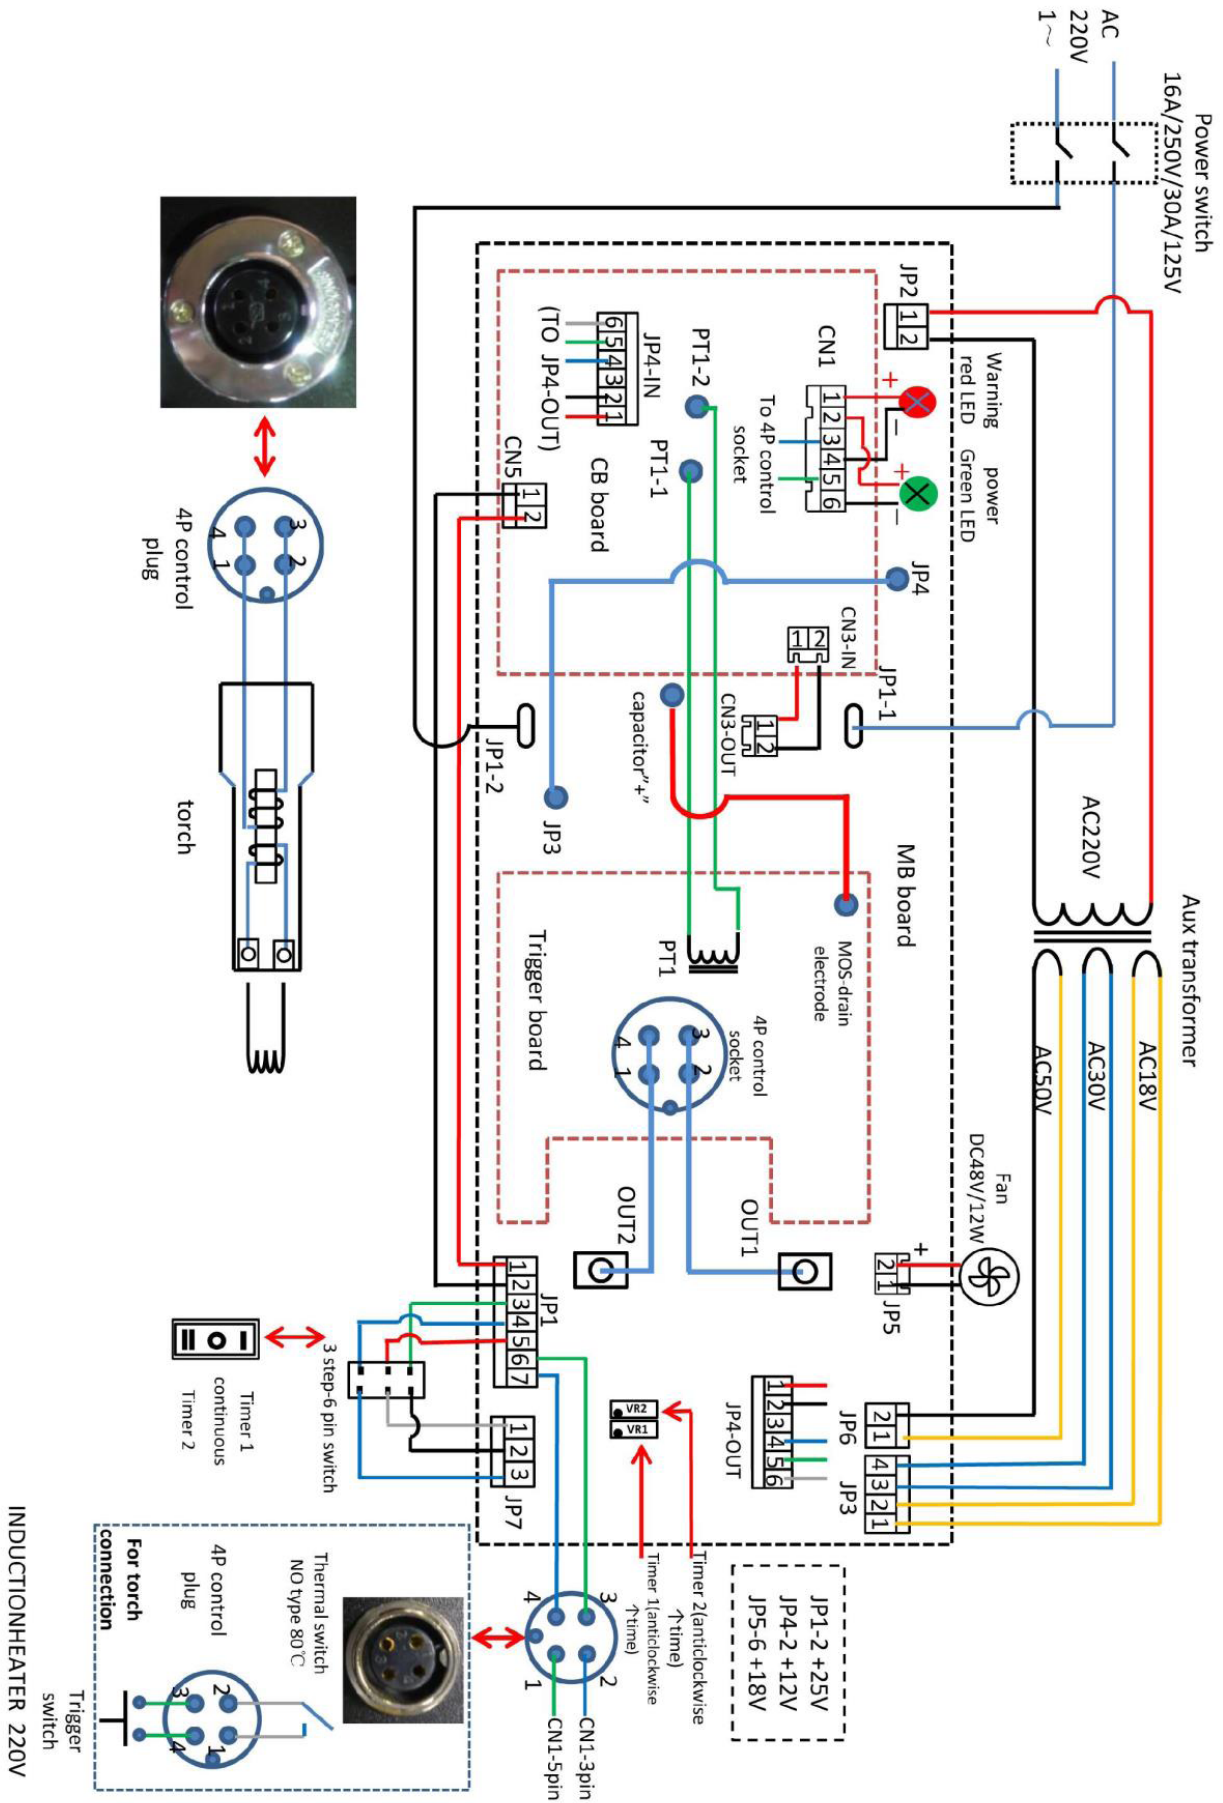 AC
220V
1～
Power switch
16A/250V/30A/125V
JP2
1 2
Warning
red LED
power
Green LED
+
−
+
−
CN1
1 2 3 4 5 6
To 4P control
socket
PT1-2
PT1-1
JP4-IN
6 5 4 3 2 1
(TO JP4-OUT)
CB board
CN5
1 2
JP4
CN3-IN
1 2
JP1-1
CN3-OUT
1 2
capacitor”+”
JP1-2
JP3
MB board
MOS-drain
electrode
PT1
Trigger board
4P control
socket
3 2
4 1
OUT1
OUT2
AC220V
Aux transformer
AC18V
AC30V
AC50V
Fan
DC48V/12W
+
2 1
JP5
JP6
2 1
JP3
4 3 2 1
JP4-OUT
1 2 3 4 5 6
JP1
1 2 3 4 5 6 7
JP7
1 2 3
VR2
VR1
Timer 2(anticlockwise
↑time)
Timer 1(anticlockwise
↑time)
JP1-2 +25V
JP4-2 +12V
JP5-6 +18V
3 step-6 pin switch
I O II
Timer 1
continuous
Timer 2
3 2
4 1
4P control
plug
torch
3 2
4 1
CN1-3pin
CN1-5pin
Thermal switch
NO type 80℃
4P control
plug
For torch
connection
2 1
3 4
Trigger
switch
INDUCTIONHEATER 220V